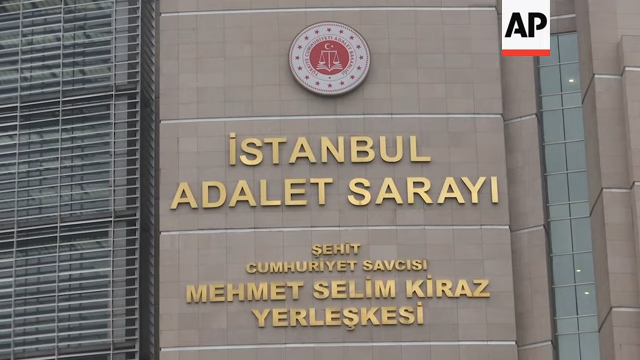 AP
İSTANBUL
ADALET SARAYI
ŞEHİT
CUMHURİYET SAVCISI
MEHMET SELİM KİRAZ
YERLEŞKESİ